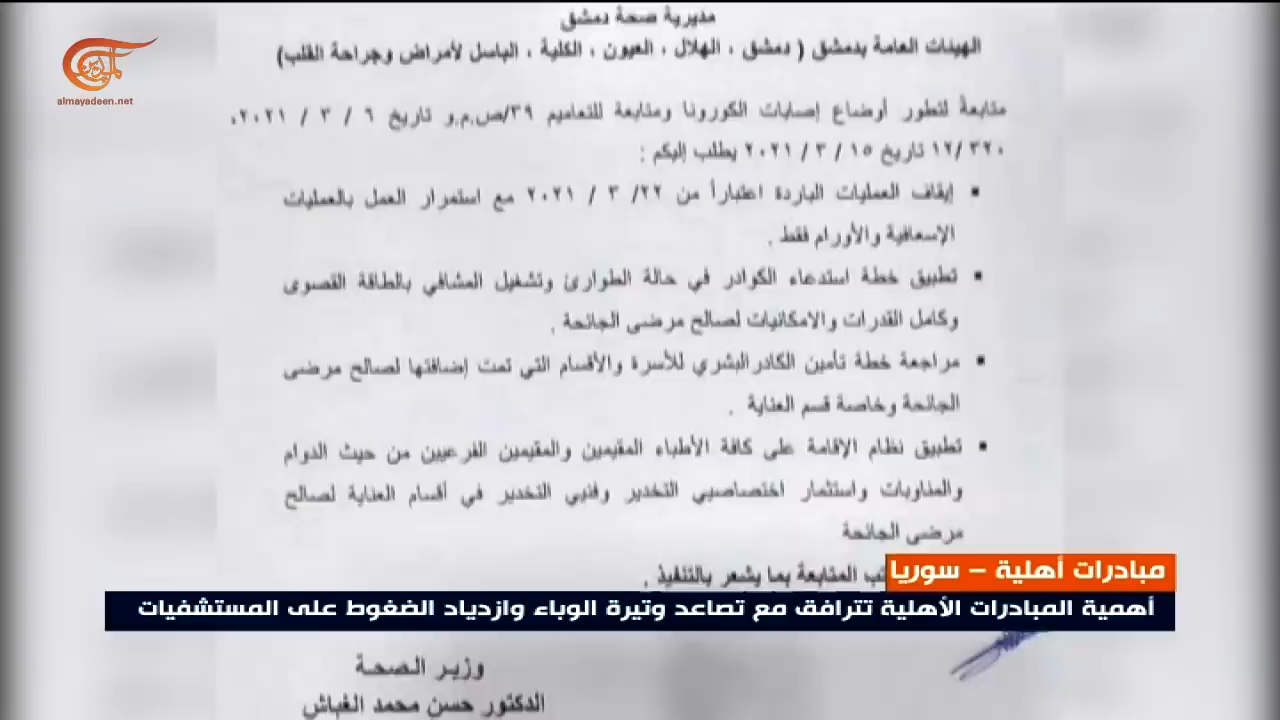 مديرية صحة دمشق
الهيئات العامة بدمشق ( دمشق ، الهلال ، العيون ، الكلية ، الباسل لأمراض وجراحة القلب)
الميادين
almayadeen.net
متابعةً لتطور أوضاع إصابات الكورونا ومتابعة للتعاميم ٣٩/ص.م.و تاريخ ٦ / ٣ / ٢٠٢١،
١٢/٣٢٠ تاريخ ١٥ / ٣ / ٢٠٢١ يطلب إليكم :
▪ إيقاف العمليات الباردة اعتباراً من ٢٢/ ٣ / ٢٠٢١ مع استمرار العمل بالعمليات
الإسعافية والأورام فقط .
▪ تطبيق خطة استدعاء الكوادر في حالة الطوارئ وتشغيل المشافي بالطاقة القصوى
وكامل القدرات والامكانيات لصالح مرضى الجائحة .
▪ مراجعة خطة تأمين الكادرالبشري للأسرة والأقسام التي تمت إضافتها لصالح مرضى
الجائحة وخاصة قسم العناية .
▪ تطبيق نظام الإقامة على كافة الأطباء المقيمين والمقيمين الفرعيين من حيث الدوام
والمناوبات واستثمار اختصاصيي التخدير وفنيي التخدير في أقسام العناية لصالح
مرضى الجائحة
المتابعة بما يشعر بالتنفيذ .
مبادرات أهلية – سوريا
أهمية المبادرات الأهلية تترافق مع تصاعد وتيرة الوباء وازدياد الضغوط على المستشفيات
وزير الصحة
الدكتور حسن محمد الغباش